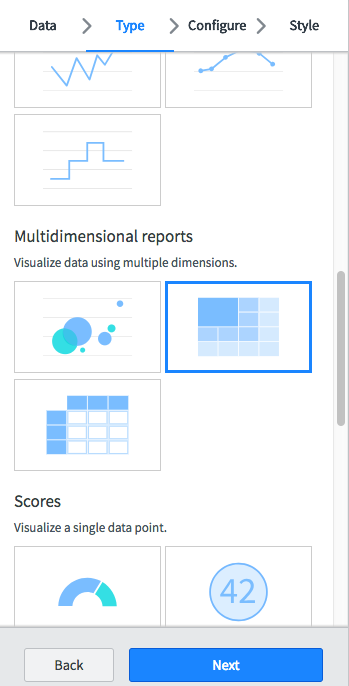 Data Type Configure Style
Multidimensional reports
Visualize data using multiple dimensions.
Scores
Visualize a single data point.
42
Back Next